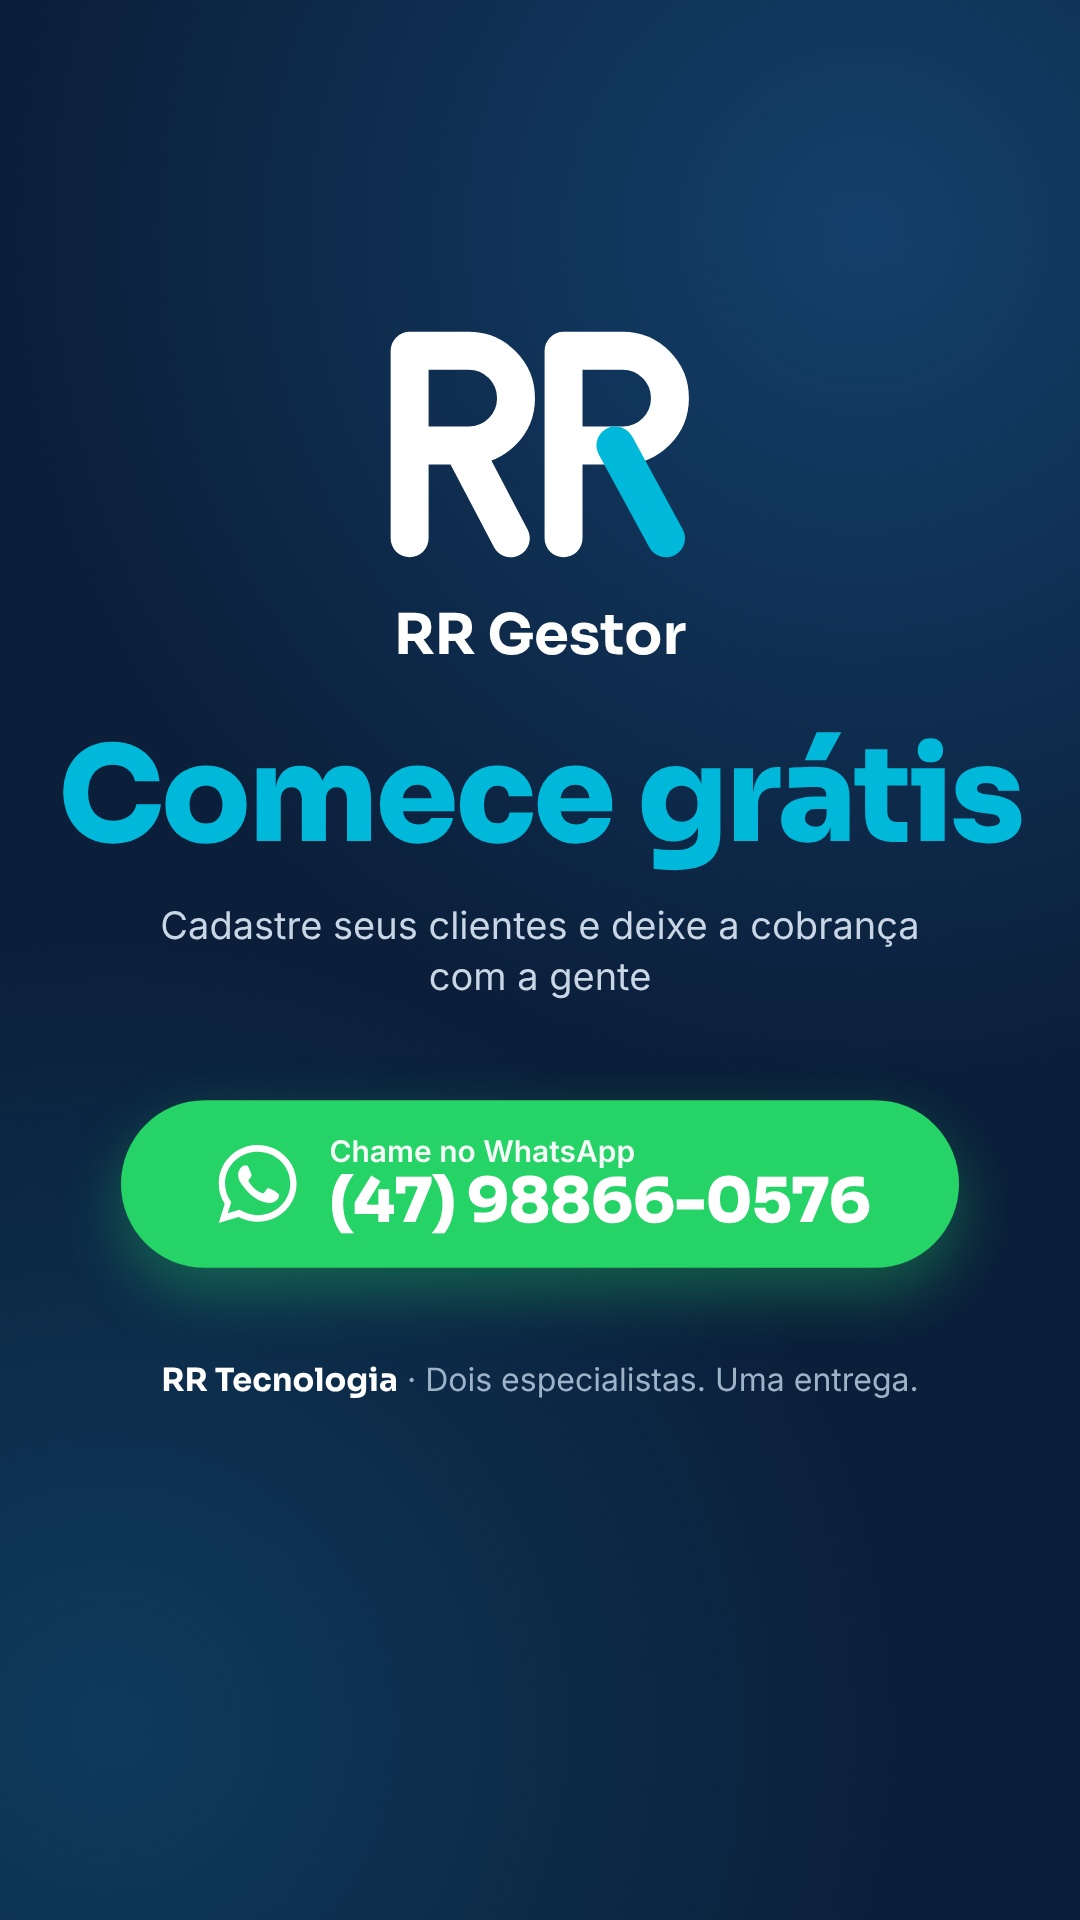 RR
RR Gestor
Comece grátis
Cadastre seus clientes e deixe a cobrança
com a gente
Chame no WhatsApp
(47) 98866-0576
RR Tecnologia · Dois especialistas. Uma entrega.